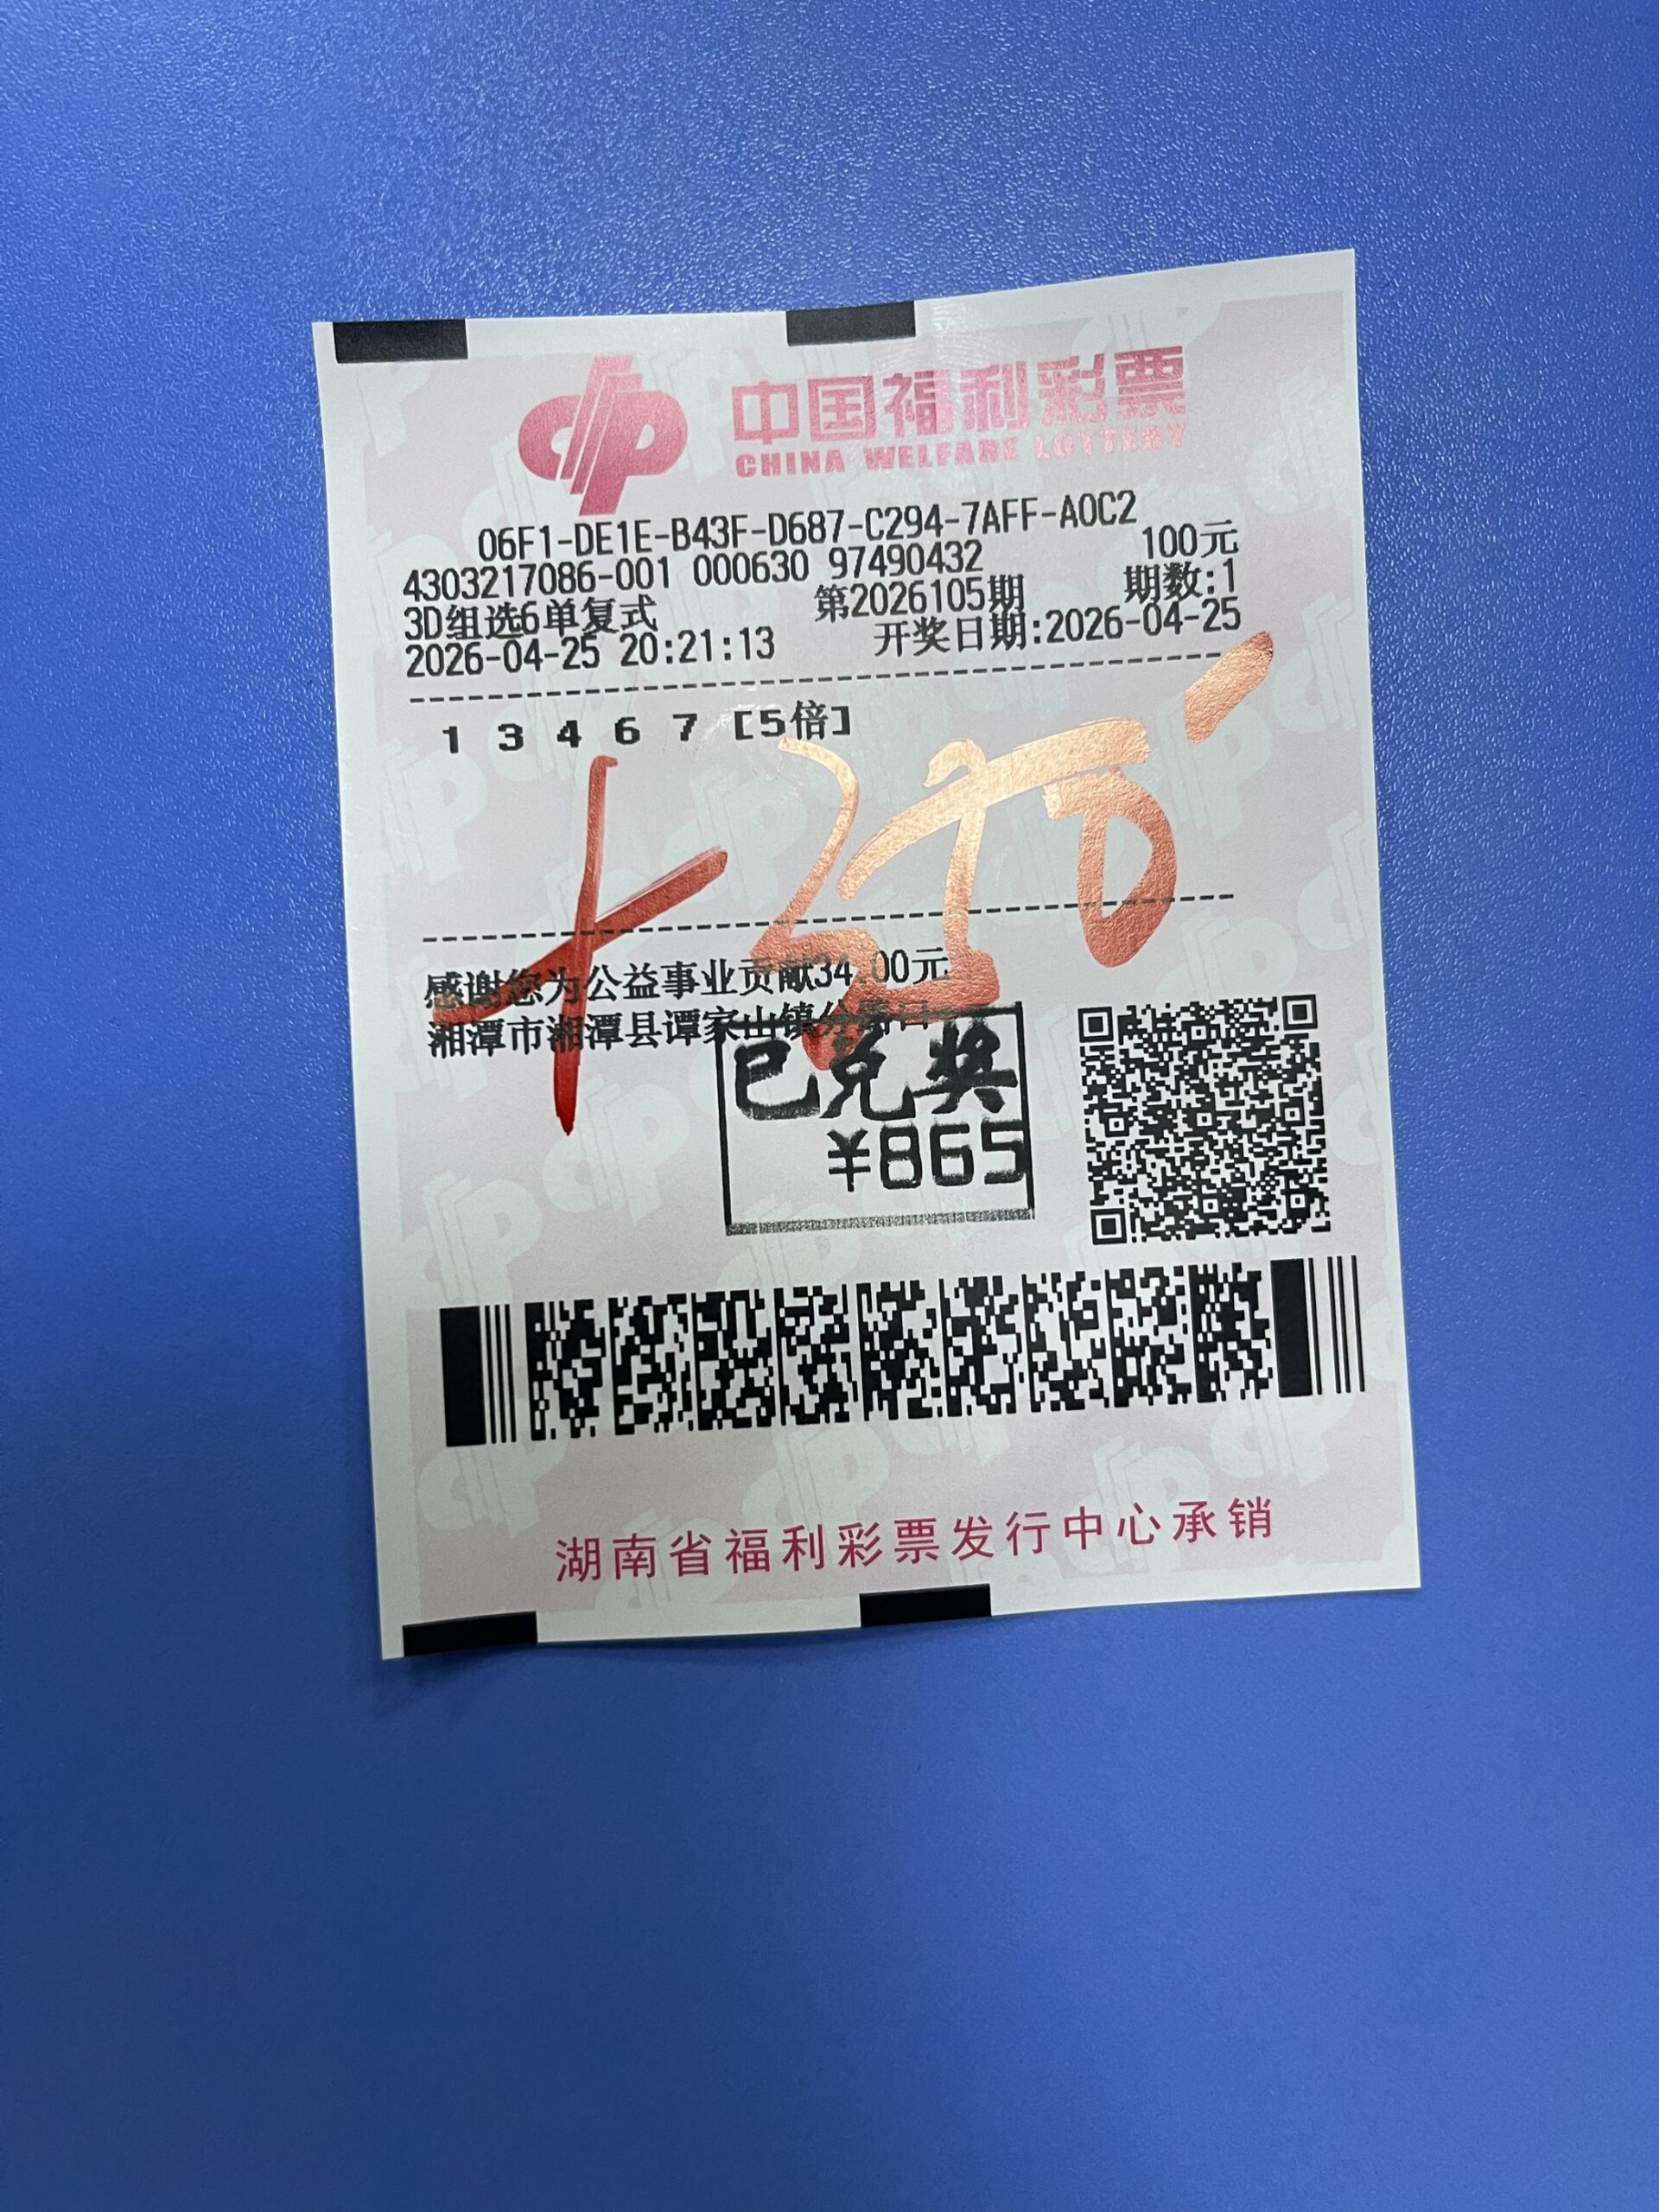 中国福利彩票
CHINA WELFARE LOTTERY
06F1-DE1E-B43F-D687-C294-7AFF-A0C2
4303217086-001 000630 97490432 100元
3D组选6单复式 第2026105期 期数:1
2026-04-25 20:21:13 开奖日期:2026-04-25
1 3 4 6 7 [5倍]
感谢您为公益事业贡献34.00元
湘潭市湘潭县谭家山镇分路口
已兑奖
¥865
湖南省福利彩票发行中心承销